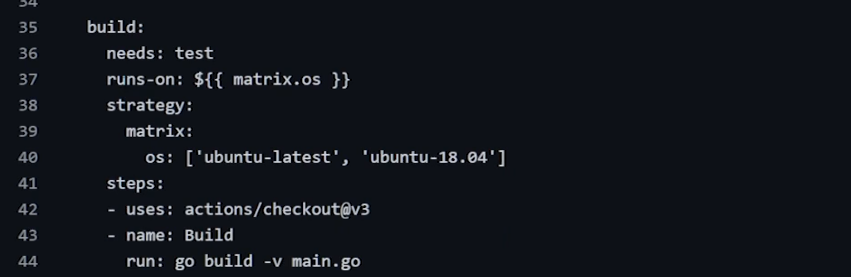 34
35 build:
36 needs: test
37 runs-on: ${{ matrix.os }}
38 strategy:
39 matrix:
40 os: ['ubuntu-latest', 'ubuntu-18.04']
41 steps:
42 - uses: actions/checkout@v3
43 - name: Build
44 run: go build -v main.go